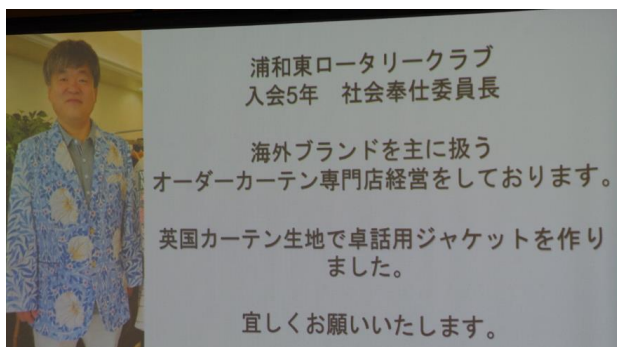 浦和東ロータリークラブ
入会5年　社会奉仕委員長
海外ブランドを主に扱う
オーダーカーテン専門店経営をしております。
英国カーテン生地で卓話用ジャケットを作り
ました。
宜しくお願いいたします。